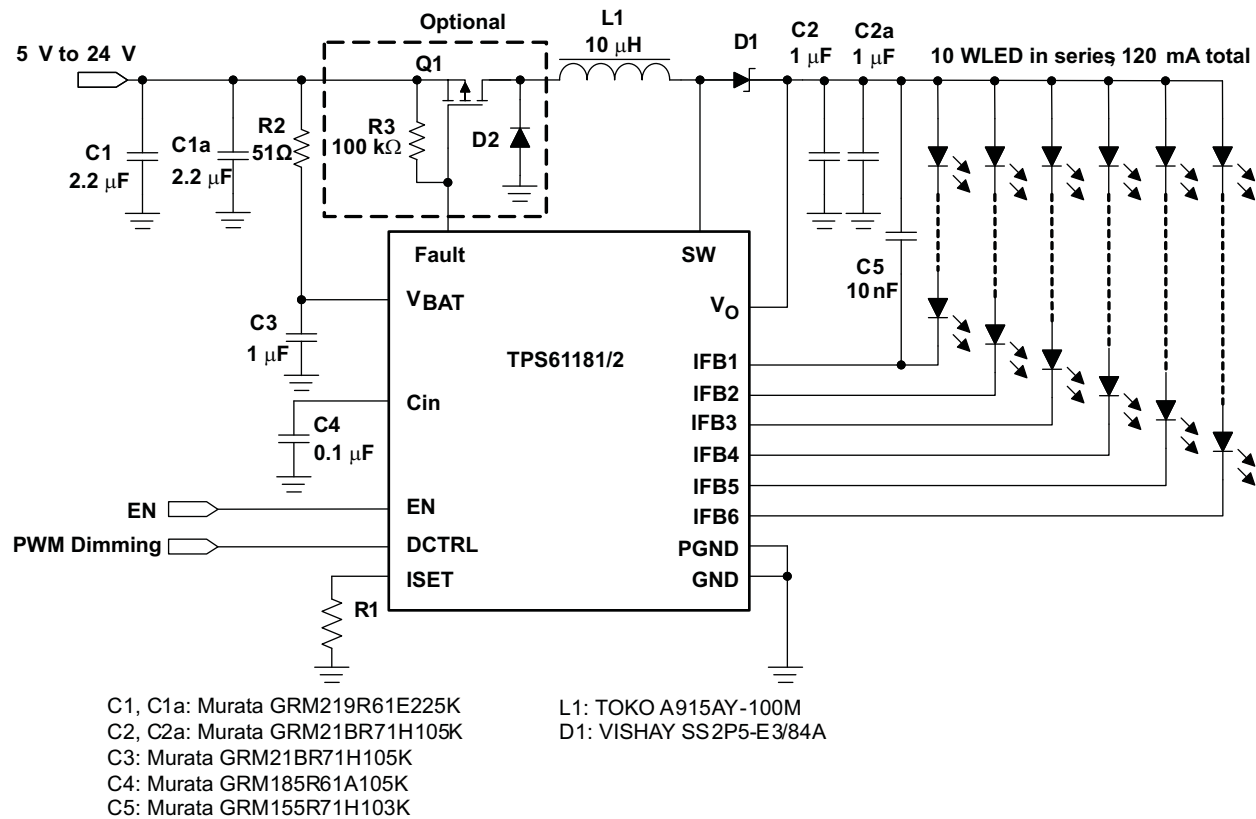 Optional
L1
10 μH
C2
1 μF
C2a
1 μF
5 V to 24 V
Q1
D1
10 WLED in series, 120 mA total
R2
51Ω
R3
100 kΩ
D2
C1
2.2 μF
C1a
2.2 μF
Fault
SW
C5
10 nF
VBAT
VO
C3
1 μF
TPS61181/2
IFB1
IFB2
Cin
IFB3
C4
0.1 μF
IFB4
IFB5
EN
EN
IFB6
PWM Dimming
DCTRL
PGND
ISET
GND
R1
C1, C1a: Murata GRM219R61E225K
C2, C2a: Murata GRM21BR71H105K
C3: Murata GRM21BR71H105K
C4: Murata GRM185R61A105K
C5: Murata GRM155R71H103K
L1: TOKO A915AY-100M
D1: VISHAY SS2P5-E3/84A